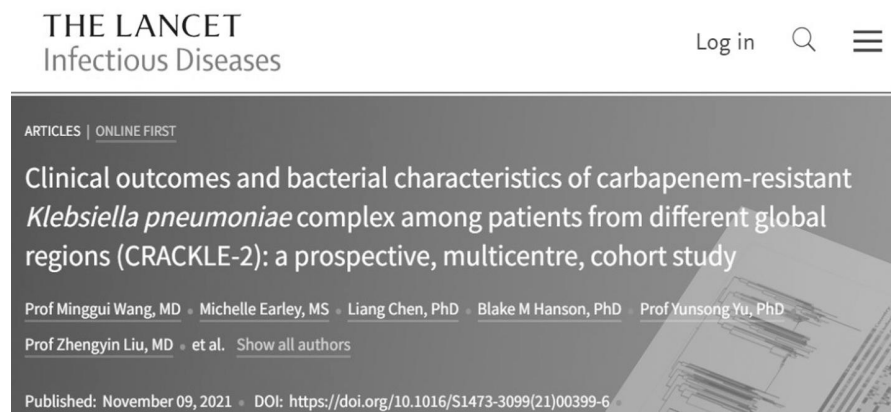 THE LANCET
Infectious Diseases
Log in
ARTICLES | ONLINE FIRST
Clinical outcomes and bacterial characteristics of carbapenem-resistant
Klebsiella pneumoniae complex among patients from different global
regions (CRACKLE-2): a prospective, multicentre, cohort study
Prof Minggui Wang, MD • Michelle Earley, MS • Liang Chen, PhD • Blake M Hanson, PhD • Prof Yunsong Yu, PhD
Prof Zhengyin Liu, MD • et al. Show all authors
Published: November 09, 2021 • DOI: https://doi.org/10.1016/S1473-3099(21)00399-6 •